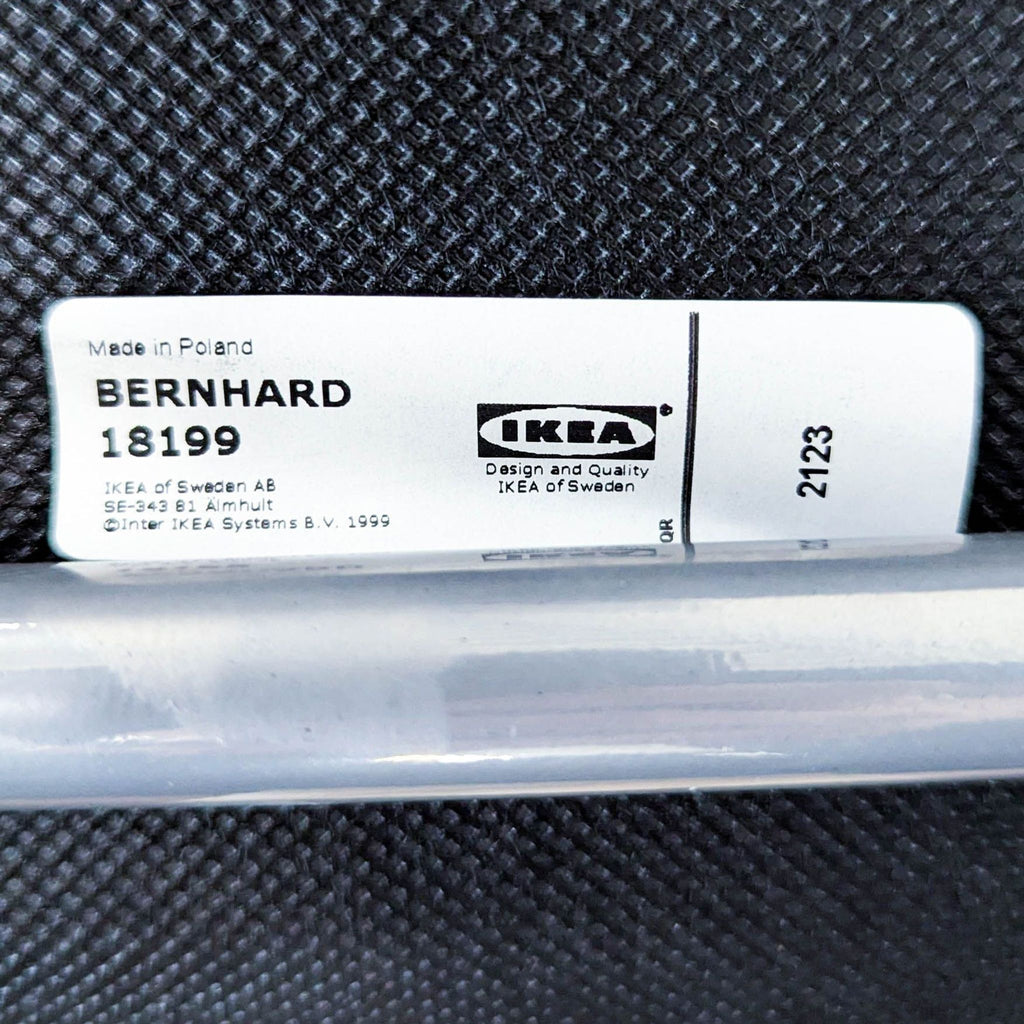 Made in Poland
BERNHARD
18199
IKEA of Sweden AB
SE-343 81 Älmhult
©Inter IKEA Systems B.V. 1999
IKEA®
Design and Quality
IKEA of Sweden
QR
2123